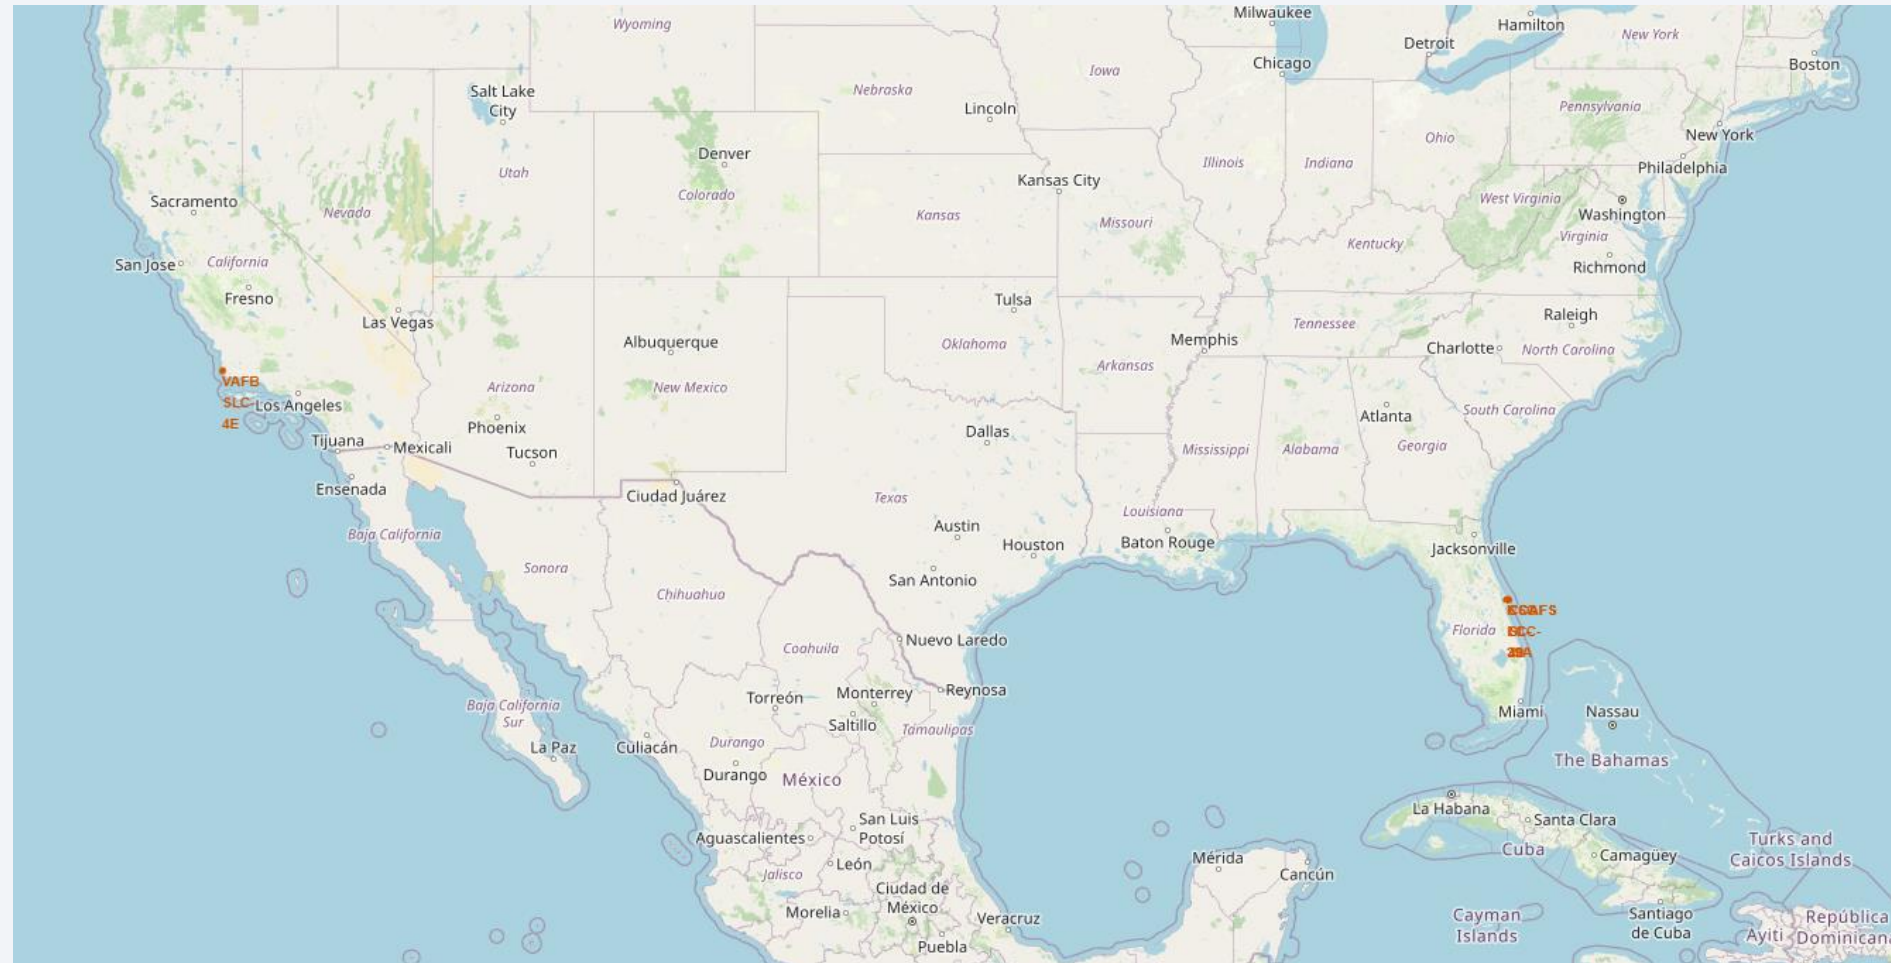 Wyoming
Milwaukee
Hamilton
New York
Detroit
Chicago
Boston
Iowa
Nebraska
Salt Lake
City
Lincoln
Pennsylvania
New York
Ohio
Denver
Utah
Illinois
Indiana
Philadelphia
Kansas City
Colorado
Sacramento
Nevada
Kansas
Missouri
West Virginia
Washington
Kentucky
Virginia
San Jose
California
Richmond
Fresno
Tulsa
Las Vegas
Raleigh
Tennessee
Albuquerque
Oklahoma
Memphis
Charlotte
North Carolina
Arkansas
VAFB
SLC-
4E
Los Angeles
Arizona
New Mexico
Phoenix
Atlanta
South Carolina
Dallas
Tijuana
Mexicali
Tucson
Mississippi
Alabama
Georgia
Ensenada
Ciudad Juárez
Texas
Louisiana
Baja California
Austin
Houston
Baton Rouge
Jacksonville
Sonora
San Antonio
Chihuahua
Florida
Nuevo Laredo
Coahuila
Reynosa
Torreón
Monterrey
Baja California
Sur
Saltillo
Tamaulipas
Miami
Nassau
La Paz
Culiacán
Durango
Durango
México
The Bahamas
La Habana
Santa Clara
Aguascalientes
San Luis
Potosí
Turks and
Caicos Islands
León
Mérida
Cuba
Camagüey
Jalisco
Cancún
Ciudad de
México
Morelia
Veracruz
Cayman
Islands
Santiago
de Cuba
República
Ayiti
Puebla